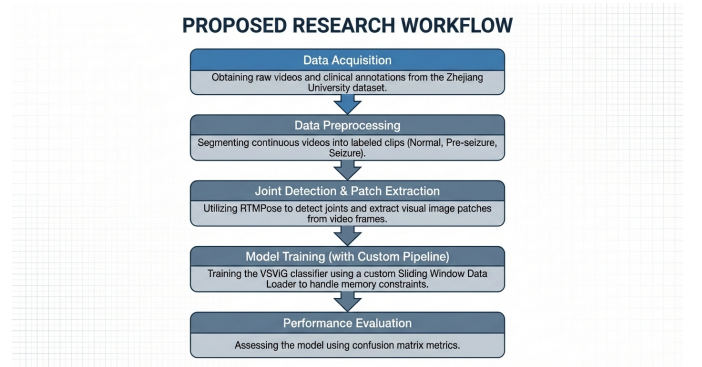 PROPOSED RESEARCH WORKFLOW
Data Acquisition
Obtaining raw videos and clinical annotations from the Zhejiang
University dataset.
Data Preprocessing
Segmenting continuous videos into labeled clips (Normal, Pre-seizure,
Seizure).
Joint Detection & Patch Extraction
Utilizing RTMPose to detect joints and extract visual image patches
from video frames.
Model Training (with Custom Pipeline)
Training the VSViG classifier using a custom Sliding Window Data
Loader to handle memory constraints.
Performance Evaluation
Assessing the model using confusion matrix metrics.